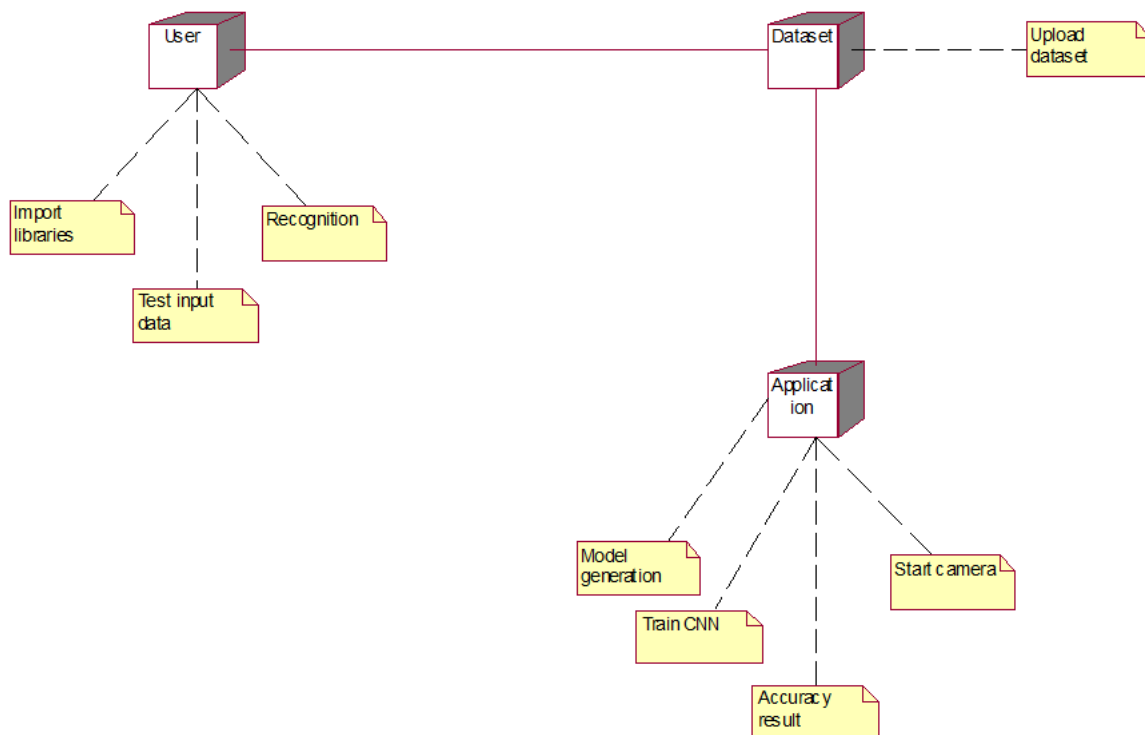 User
Dataset
Upload
dataset
Import
libraries
Recognition
Test input
data
Applicat
ion
Model
generation
Start camera
Train CNN
Accuracy
result